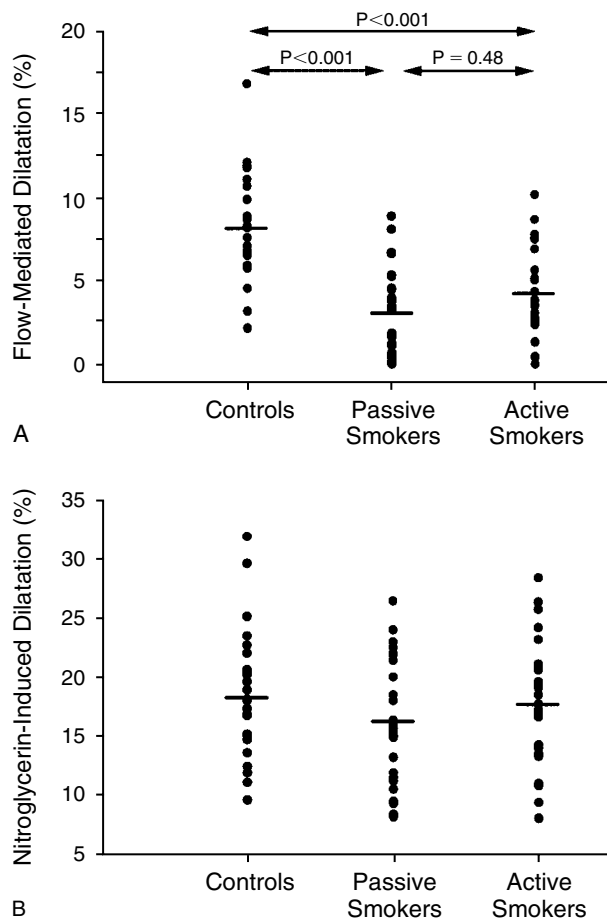 P<0.001
P<0.001
P = 0.48
Flow-Mediated Dilatation (%)
20
15
10
5
0
Controls
Passive
Smokers
Active
Smokers
A
Nitroglycerin-Induced Dilatation (%)
35
30
25
20
15
10
5
Controls
Passive
Smokers
Active
Smokers
B